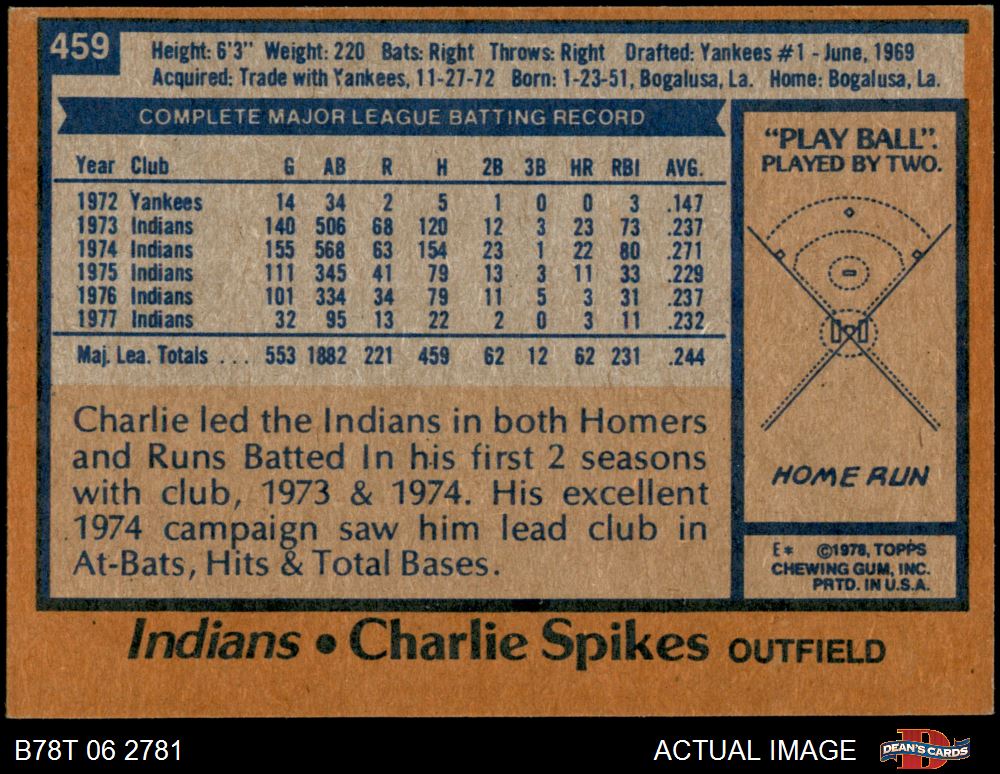 459
Height: 6'3" Weight: 220 Bats: Right Throws: Right Drafted: Yankees #1 - June, 1969
Acquired: Trade with Yankees, 11-27-72 Born: 1-23-51, Bogalusa, La. Home: Bogalusa, La.
COMPLETE MAJOR LEAGUE BATTING RECORD
Year Club G AB R H 2B 3B HR RBI AVG.
1972 Yankees 14 34 2 5 1 0 0 3 .147
1973 Indians 140 506 68 120 12 3 23 73 .237
1974 Indians 155 568 63 154 23 1 22 80 .271
1975 Indians 111 345 41 79 13 3 11 33 .229
1976 Indians 101 334 34 79 11 5 3 31 .237
1977 Indians 32 95 13 22 2 0 3 11 .232
Maj. Lea. Totals ... 553 1882 221 459 62 12 62 231 .244
Charlie led the Indians in both Homers
and Runs Batted In in his first 2 seasons
with club, 1973 & 1974. His excellent
1974 campaign saw him lead club in
At-Bats, Hits & Total Bases.
"PLAY BALL".
PLAYED BY TWO.
HOME RUN
E* ©1978, TOPPS
CHEWING GUM, INC.
PRTD. IN U.S.A.
Indians • Charlie Spikes OUTFIELD
B78T 06 2781 ACTUAL IMAGE DEAN'S CARDS